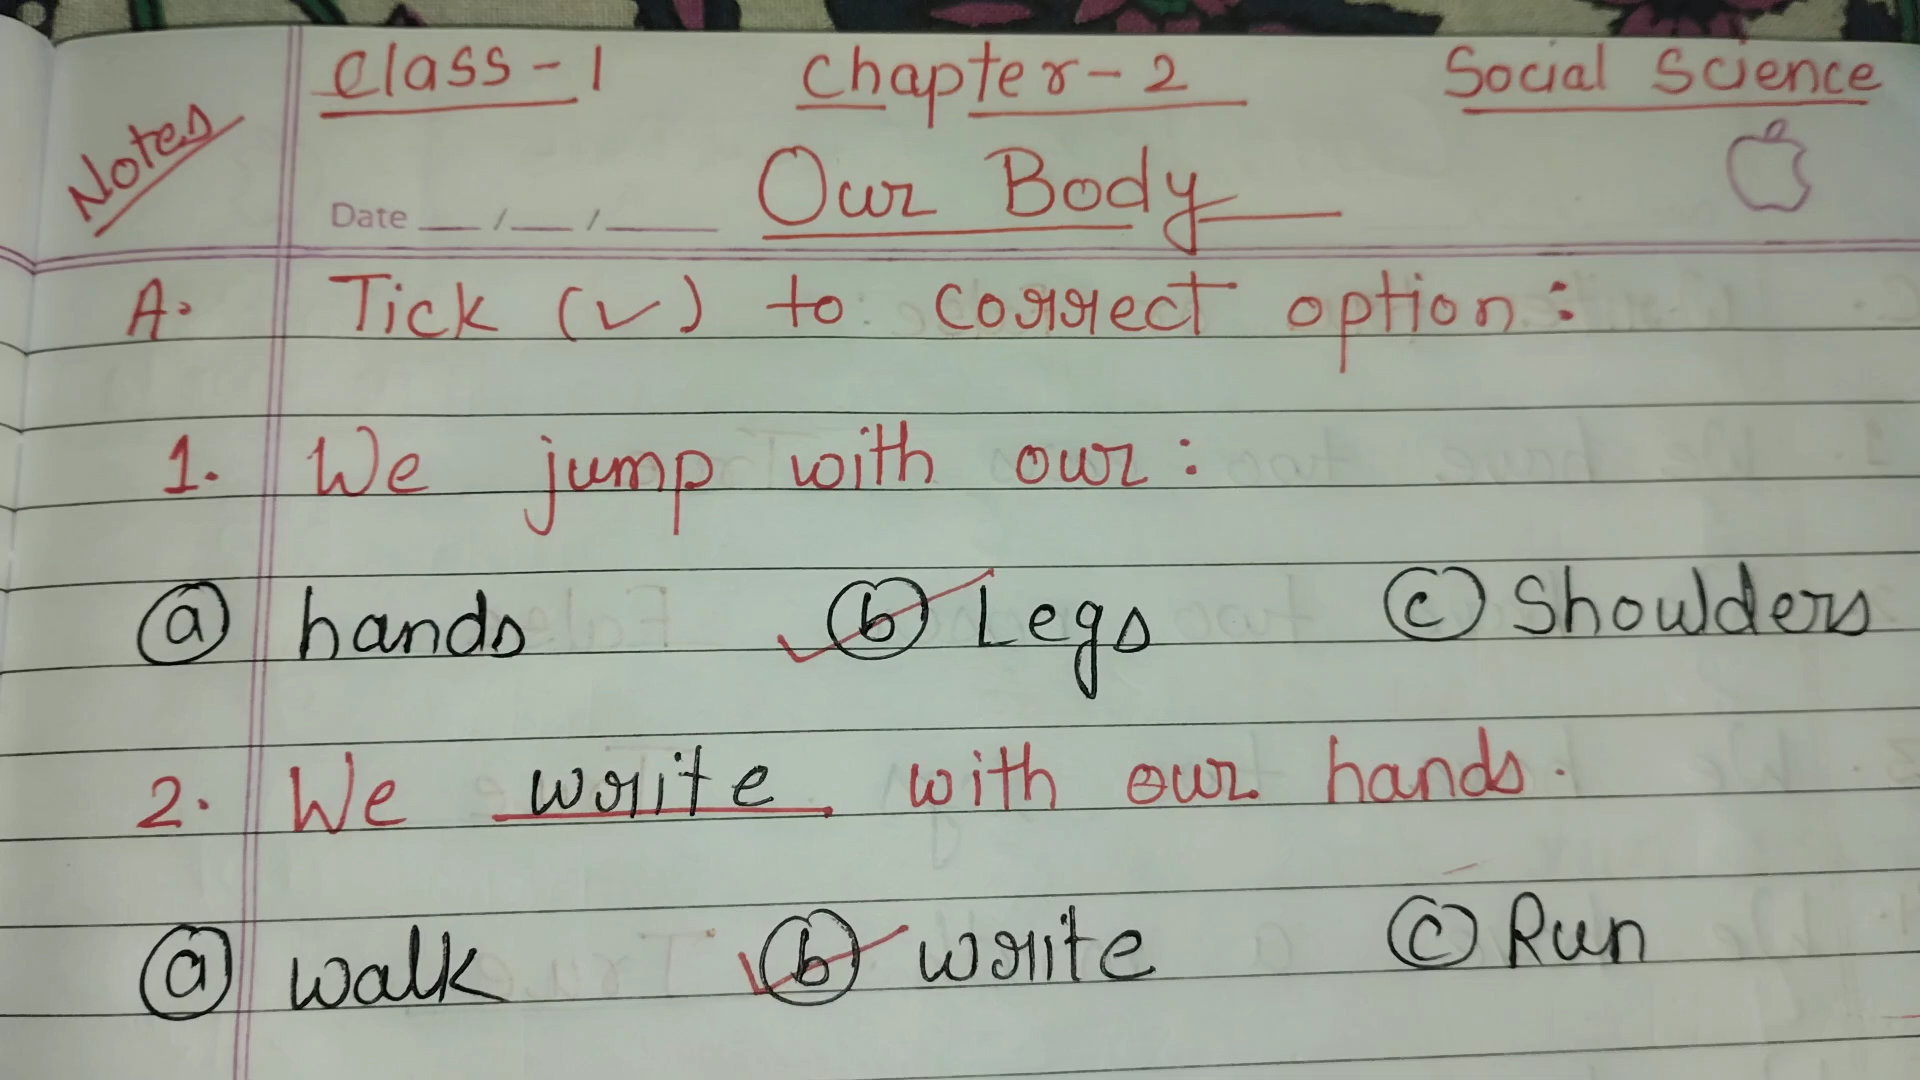 Class-1 Chapter-2 Social Science
Notes
Our Body
Date __/__/____
A. Tick (✓) to correct option:
1. We jump with our:
ⓐ hands ⓑ Legs ⓒ Shoulders
2. We write with our hands.
ⓐ walk ⓑ write ⓒ Run